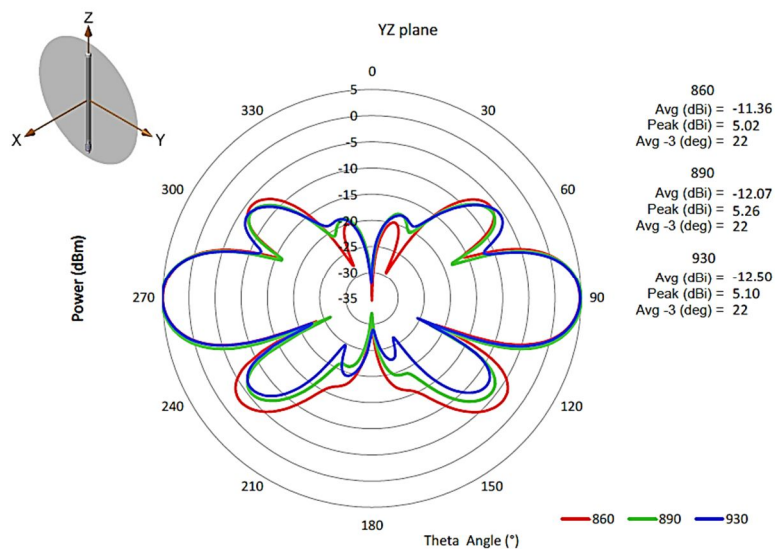 YZ plane
Z
X
Y
0
30
60
90
120
150
180
210
240
270
300
330
5
0
-5
-10
-15
-20
-25
-30
-35
Power (dBm)
Theta Angle (°)
860
Avg (dBi) = -11.36
Peak (dBi) = 5.02
Avg -3 (deg) = 22
890
Avg (dBi) = -12.07
Peak (dBi) = 5.26
Avg -3 (deg) = 22
930
Avg (dBi) = -12.50
Peak (dBi) = 5.10
Avg -3 (deg) = 22
860
890
930